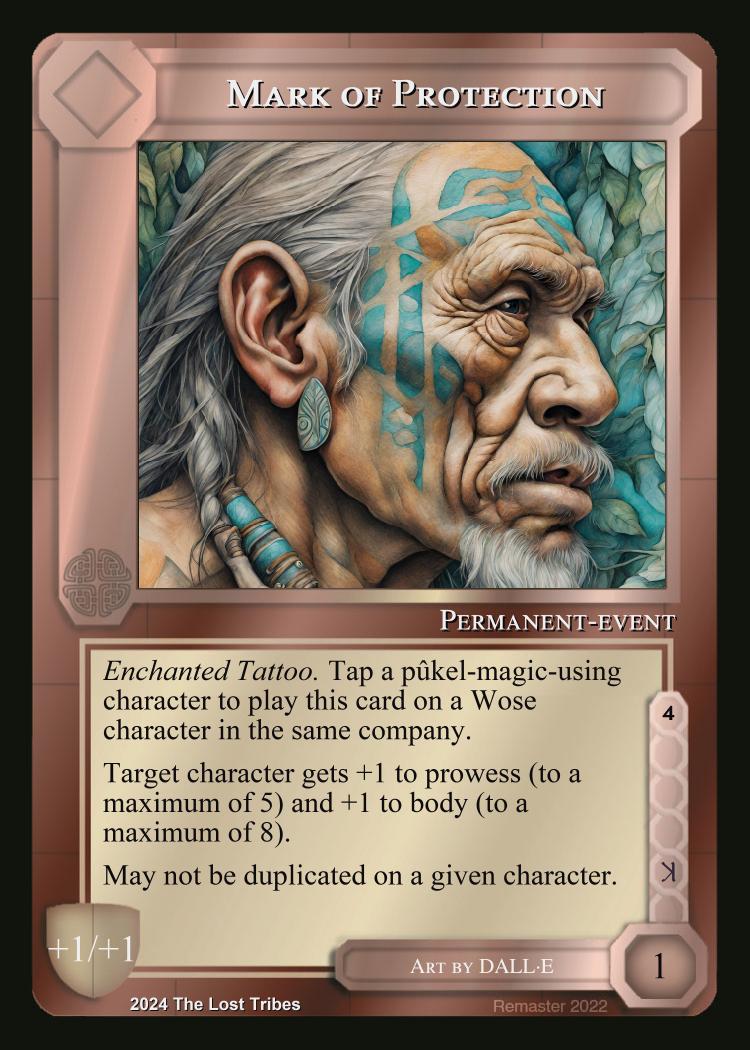 Mark of Protection
Permanent-event
Enchanted Tattoo. Tap a pûkel-magic-using
character to play this card on a Wose
character in the same company.
Target character gets +1 to prowess (to a
maximum of 5) and +1 to body (to a
maximum of 8).
May not be duplicated on a given character.
4
+1/+1
Art by DALL·E
1
2024 The Lost Tribes
Remaster 2022